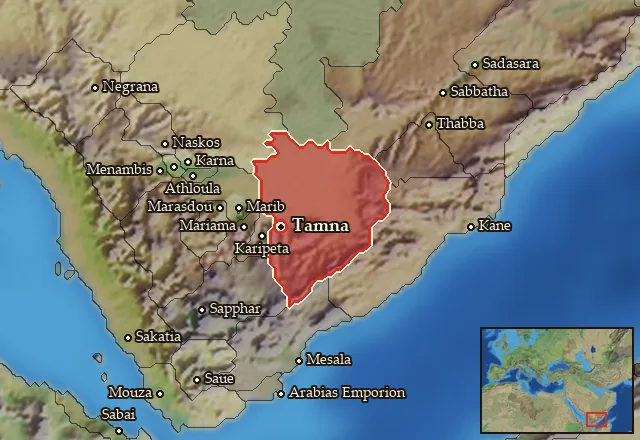 Sadasara
Negrana
Sabbatha
Thabba
Naskos
Karna
Menambis
Athloula
Marasdou
Marib
Mariama
Tamna
Kane
Karipeta
Sapphar
Sakatia
Mesala
Saue
Mouza
Arabias Emporion
Sabai